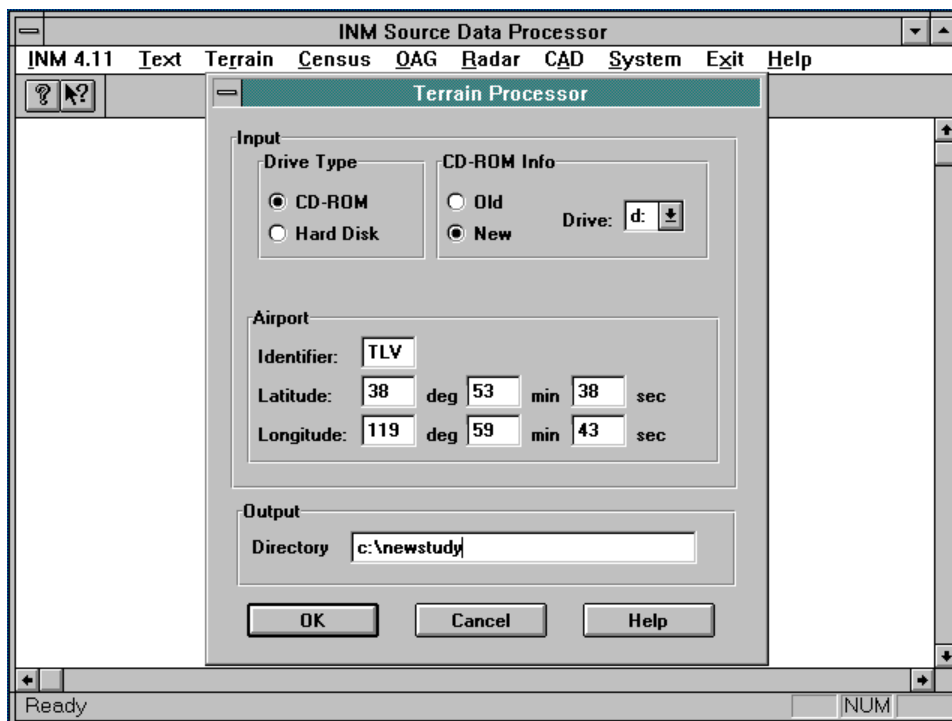 INM Source Data Processor
INM 4.11 Text Terrain Census OAG Radar CAD System Exit Help
? ?
Terrain Processor
Input
Drive Type
CD-ROM
Hard Disk
CD-ROM Info
Old
New
Drive: d:
Airport
Identifier: TLV
Latitude: 38 deg 53 min 38 sec
Longitude: 119 deg 59 min 43 sec
Output
Directory c:\newstudy
OK Cancel Help
Ready NUM